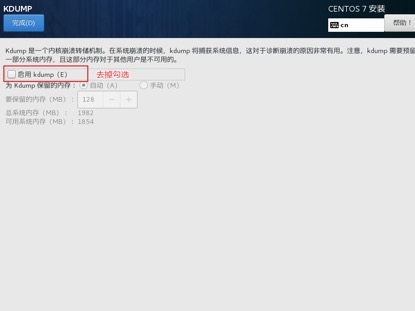 KDUMP
CENTOS 7 安装
完成(D)
cn
帮助！
Kdump 是一个内核崩溃转储机制。在系统崩溃的时候，kdump 将捕获系统信息，这对于诊断崩溃的原因非常有用。注意，kdump 需要预留
一部分系统内存，且这部分内存对于其他用户是不可用的。
启用 kdump（E）
去掉勾选
为 Kdump 保留的内存： 自动（A） 手动（M）
要保留的内存（MB）： 128 − +
总系统内存（MB）： 1982
可用系统内存（MB）： 1854